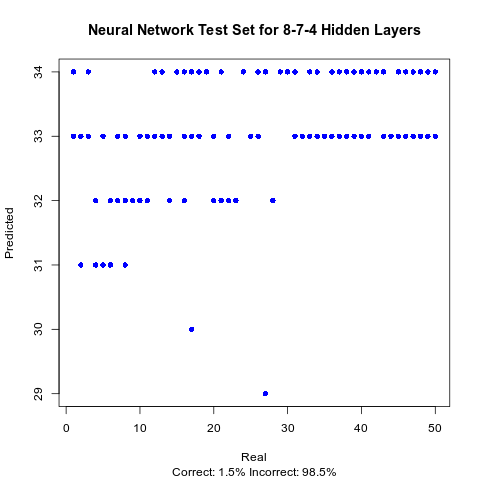 Neural Network Test Set for 8-7-4 Hidden Layers
Predicted
34
33
32
31
30
29
0 10 20 30 40 50
Real
Correct: 1.5% Incorrect: 98.5%